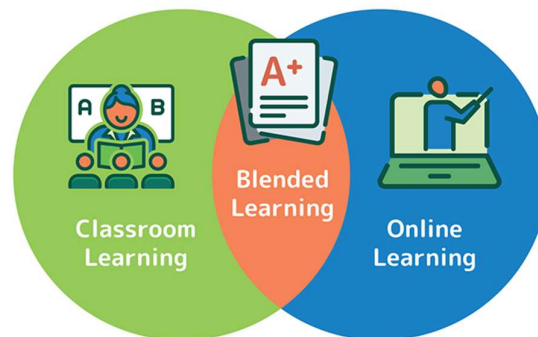 A B
A+
Blended
Learning
Classroom
Learning
Online
Learning